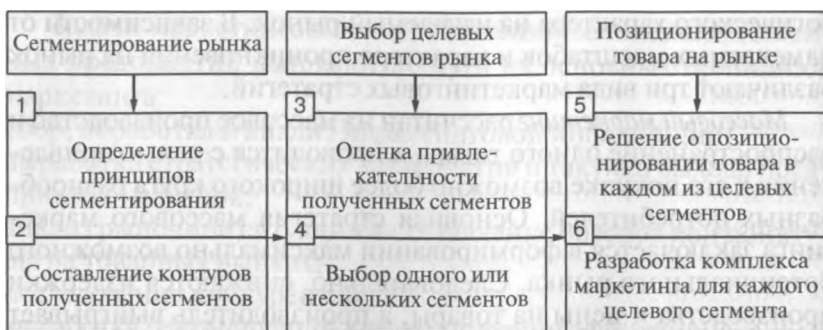 Сегментирование рынка
Выбор целевых
сегментов рынка
Позиционирование
товара на рынке
1
Определение
принципов
сегментирования
2
Составление контуров
полученных сегментов
3
Оценка привле-
кательности
полученных сегментов
4
Выбор одного или
нескольких сегментов
5
Решение о позицио-
нировании товара в
каждом из целевых
сегментов
6
Разработка комплекса
маркетинга для каждого
целевого сегмента